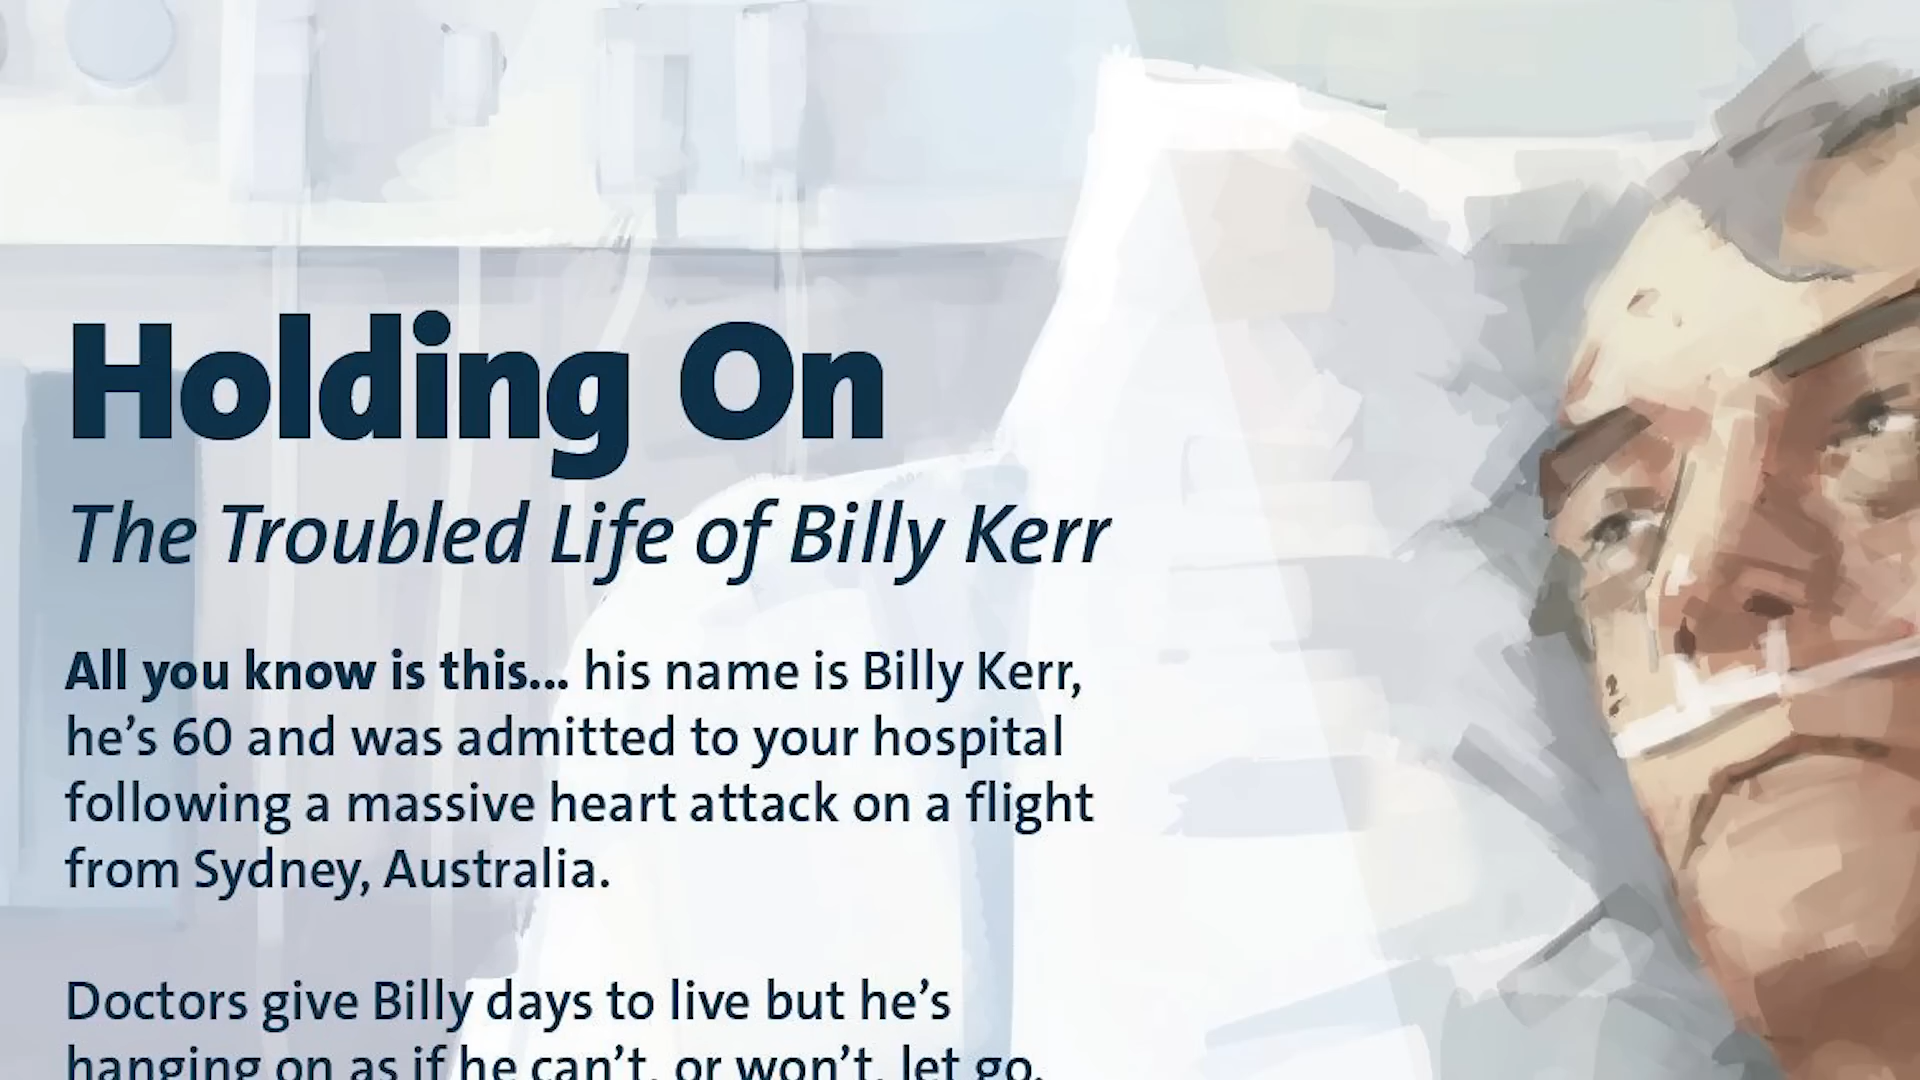 Holding On
The Troubled Life of Billy Kerr
All you know is this... his name is Billy Kerr,
he’s 60 and was admitted to your hospital
following a massive heart attack on a flight
from Sydney, Australia.
Doctors give Billy days to live but he’s
hanging on as if he can’t, or won’t, let go.